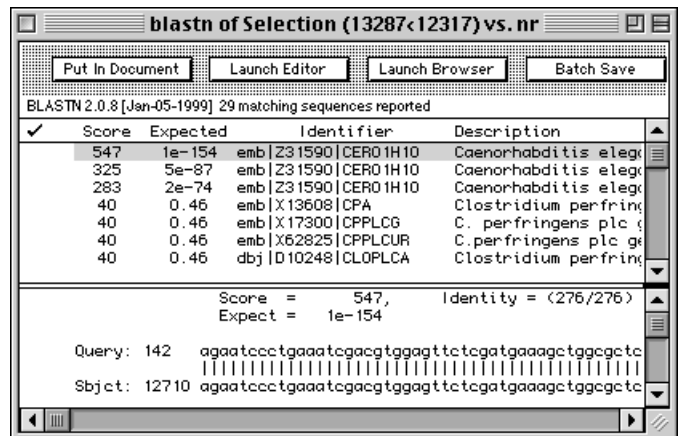 blastn of Selection (13287<12317) vs. nr
Put In Document Launch Editor Launch Browser Batch Save
BLASTN 2.0.8 [Jan-05-1999] 29 matching sequences reported
✓ Score Expected Identifier Description
547 1e-154 emb|Z31590|CER01H10 Caenorhabditis eleg
325 5e-87 emb|Z31590|CER01H10 Caenorhabditis eleg
283 2e-74 emb|Z31590|CER01H10 Caenorhabditis eleg
40 0.46 emb|X13608|CPA Clostridium perfring
40 0.46 emb|X17300|CPPLCG C. perfringens plc
40 0.46 emb|X62825|CPPLCUR C.perfringens plc ge
40 0.46 dbj|D10248|CLOPLCA Clostridium perfring
Score = 547, Identity = (276/276)
Expect = 1e-154
Query: 142 agaatccctgaaatcgacgtggagttctcgatgaaagctggcgctc
||||||||||||||||||||||||||||||||||||||||||||||
Sbjct: 12710 agaatccctgaaatcgacgtggagttctcgatgaaagctggcgctc